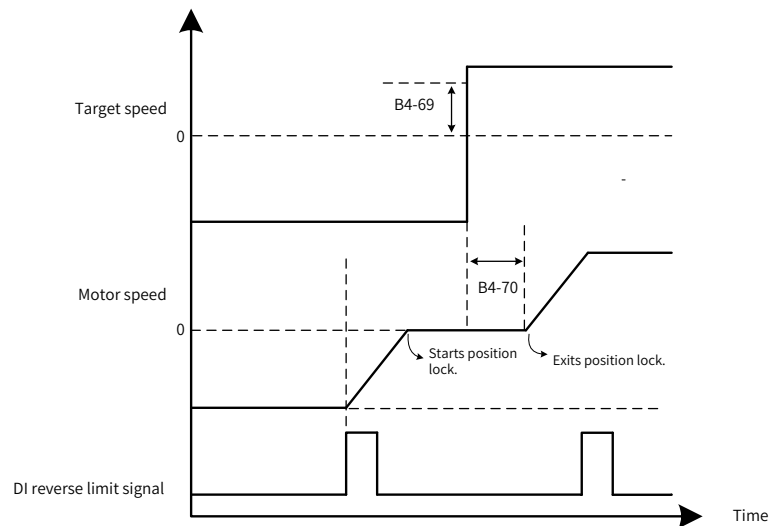 Target speed
B4-69
0
-
B4-70
Motor speed
0
Starts position
lock.
Exits position lock.
DI reverse limit signal
Time